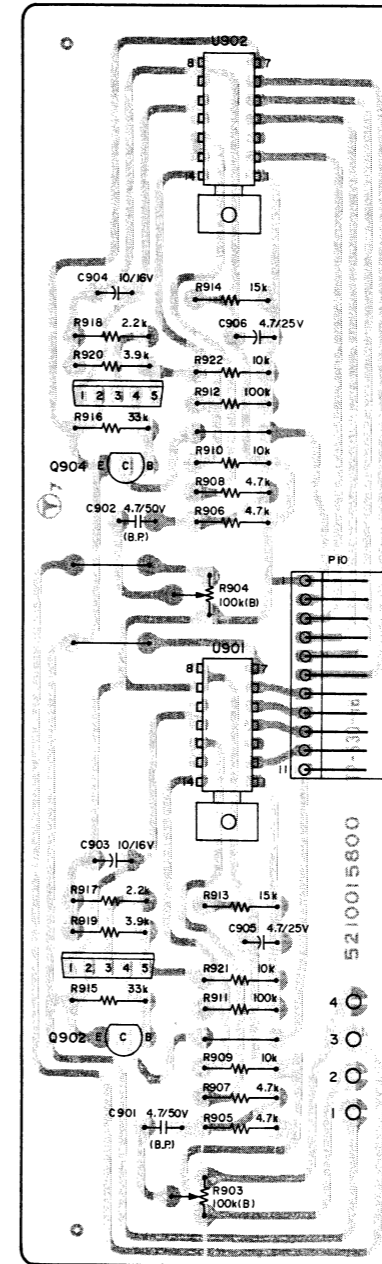 U902
8 7
14
C904 10/16V
R914 15k
R918 2.2k
C906 4.7/25V
R920 3.9k
R922 10k
1 2 3 4 5
R912 100k
R916 33k
Q904 E C B
R910 10k
R908 4.7k
C902 4.7/50V
(B.P.)
R906 4.7k
7
P10
R904
100k(B)
U901
8 7
14
11
C903 10/16V
R917 2.2k
R913 15k
R919 3.9k
C905 4.7/25V
1 2 3 4 5
R921 10k
R915 33k
R911 100k
Q902 E C B
R909 10k
R907 4.7k
C901 4.7/50V
(B.P.)
R905 4.7k
R903
100k(B)
5210015800
4
3
2
1